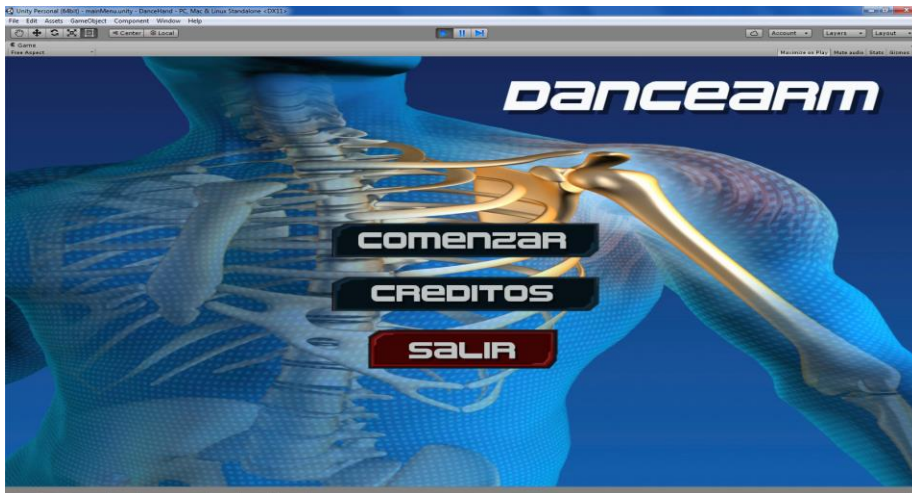 Unity Personal (64bit) - mainMenu.unity - DanceHand - PC, Mac & Linux Standalone <DX11>
File Edit Assets GameObject Component Window Help
Center Local Account Layers Layout
Game
Free Aspect Maximize on Play Mute audio Stats Gizmos
DANCEARM
COMENZAR
CREDITOS
SALIR